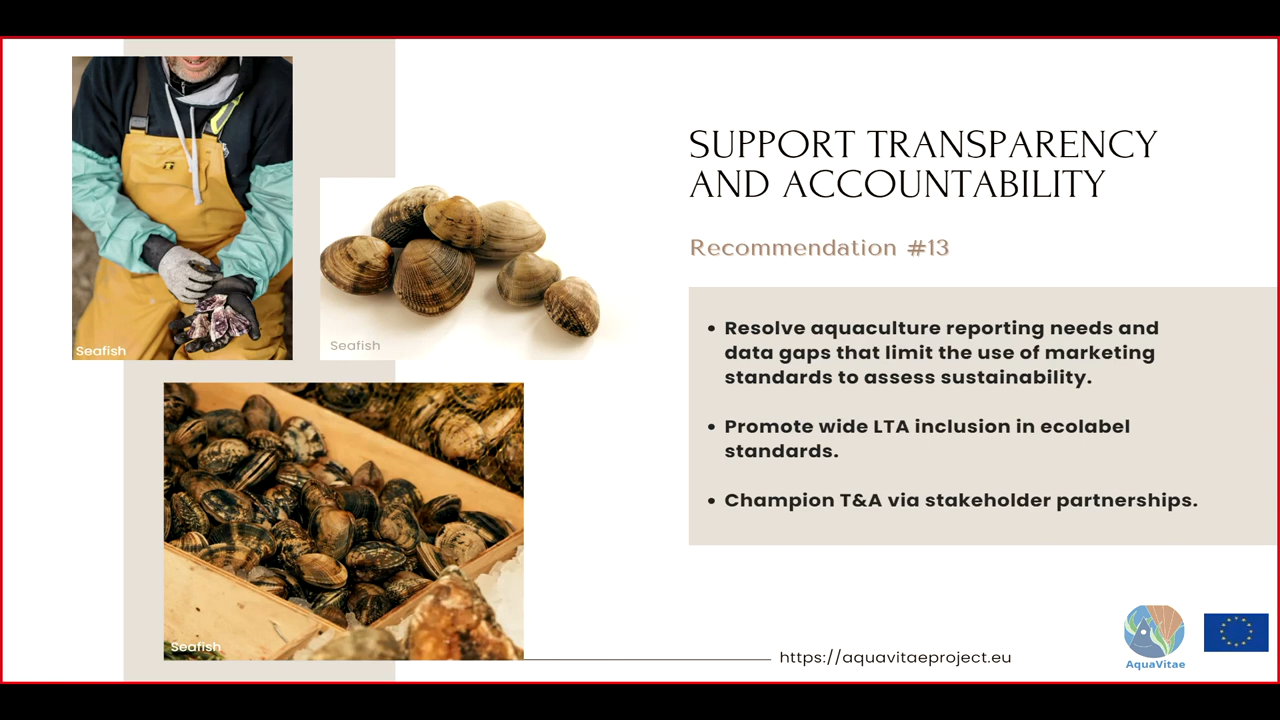 Seafish
Seafish
Seafish
SUPPORT TRANSPARENCY
AND ACCOUNTABILITY
Recommendation #13
• Resolve aquaculture reporting needs and
data gaps that limit the use of marketing
standards to assess sustainability.
• Promote wide LTA inclusion in ecolabel
standards.
• Champion T&A via stakeholder partnerships.
https://aquavitaeproject.eu
AquaVitae